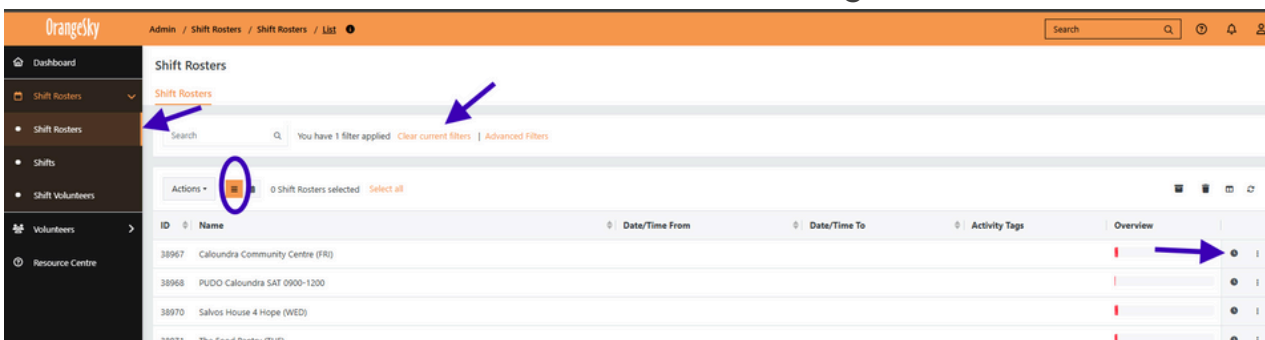 OrangeSky
Admin / Shift Rosters / Shift Rosters / List
Search
Dashboard
Shift Rosters
Shift Rosters
Shifts
Shift Volunteers
Volunteers
Resource Centre
Shift Rosters
Shift Rosters
Search You have 1 filter applied Clear current filters | Advanced Filters
Actions 0 Shift Rosters selected Select all
ID Name Date/Time From Date/Time To Activity Tags Overview
38967 Caloundra Community Centre (FRI)
38968 PUDO Caloundra SAT 0900-1200
38970 Salvos House 4 Hope (WED)